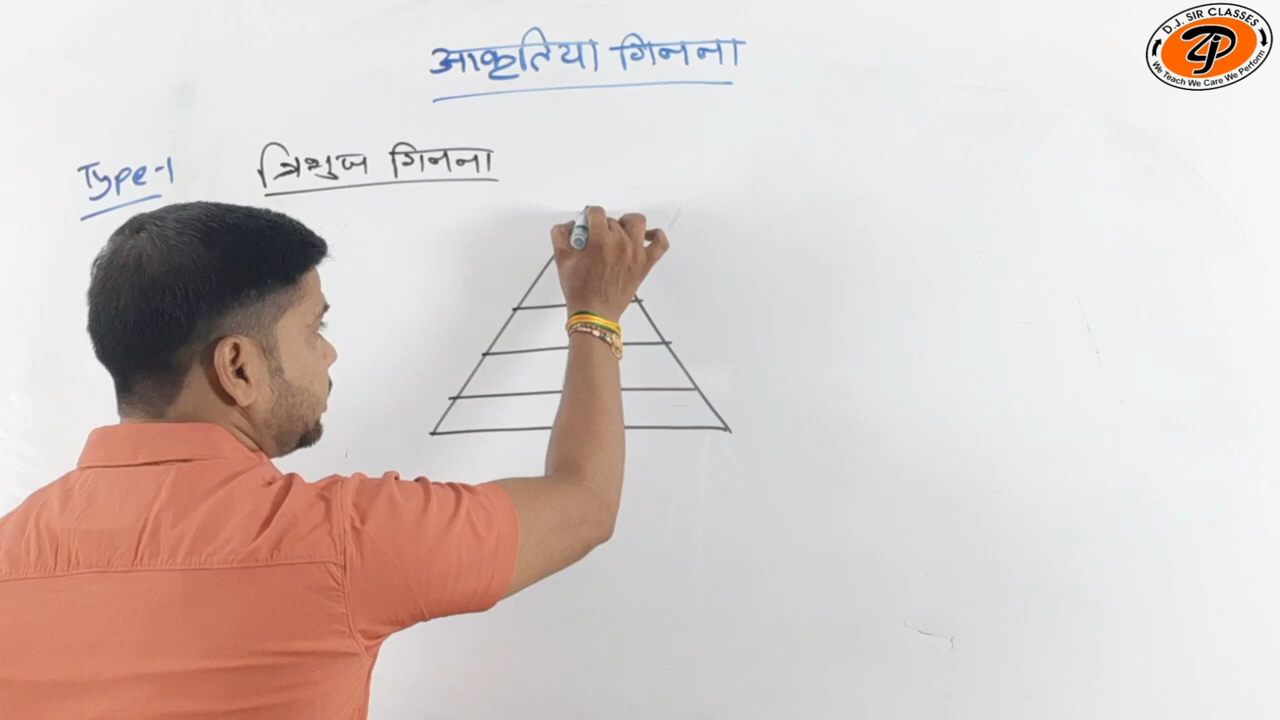 आकृतिया गिनना
D.J. SIR CLASSES
We Teach We Care We Perform
Type-1 त्रिभुज गिनना